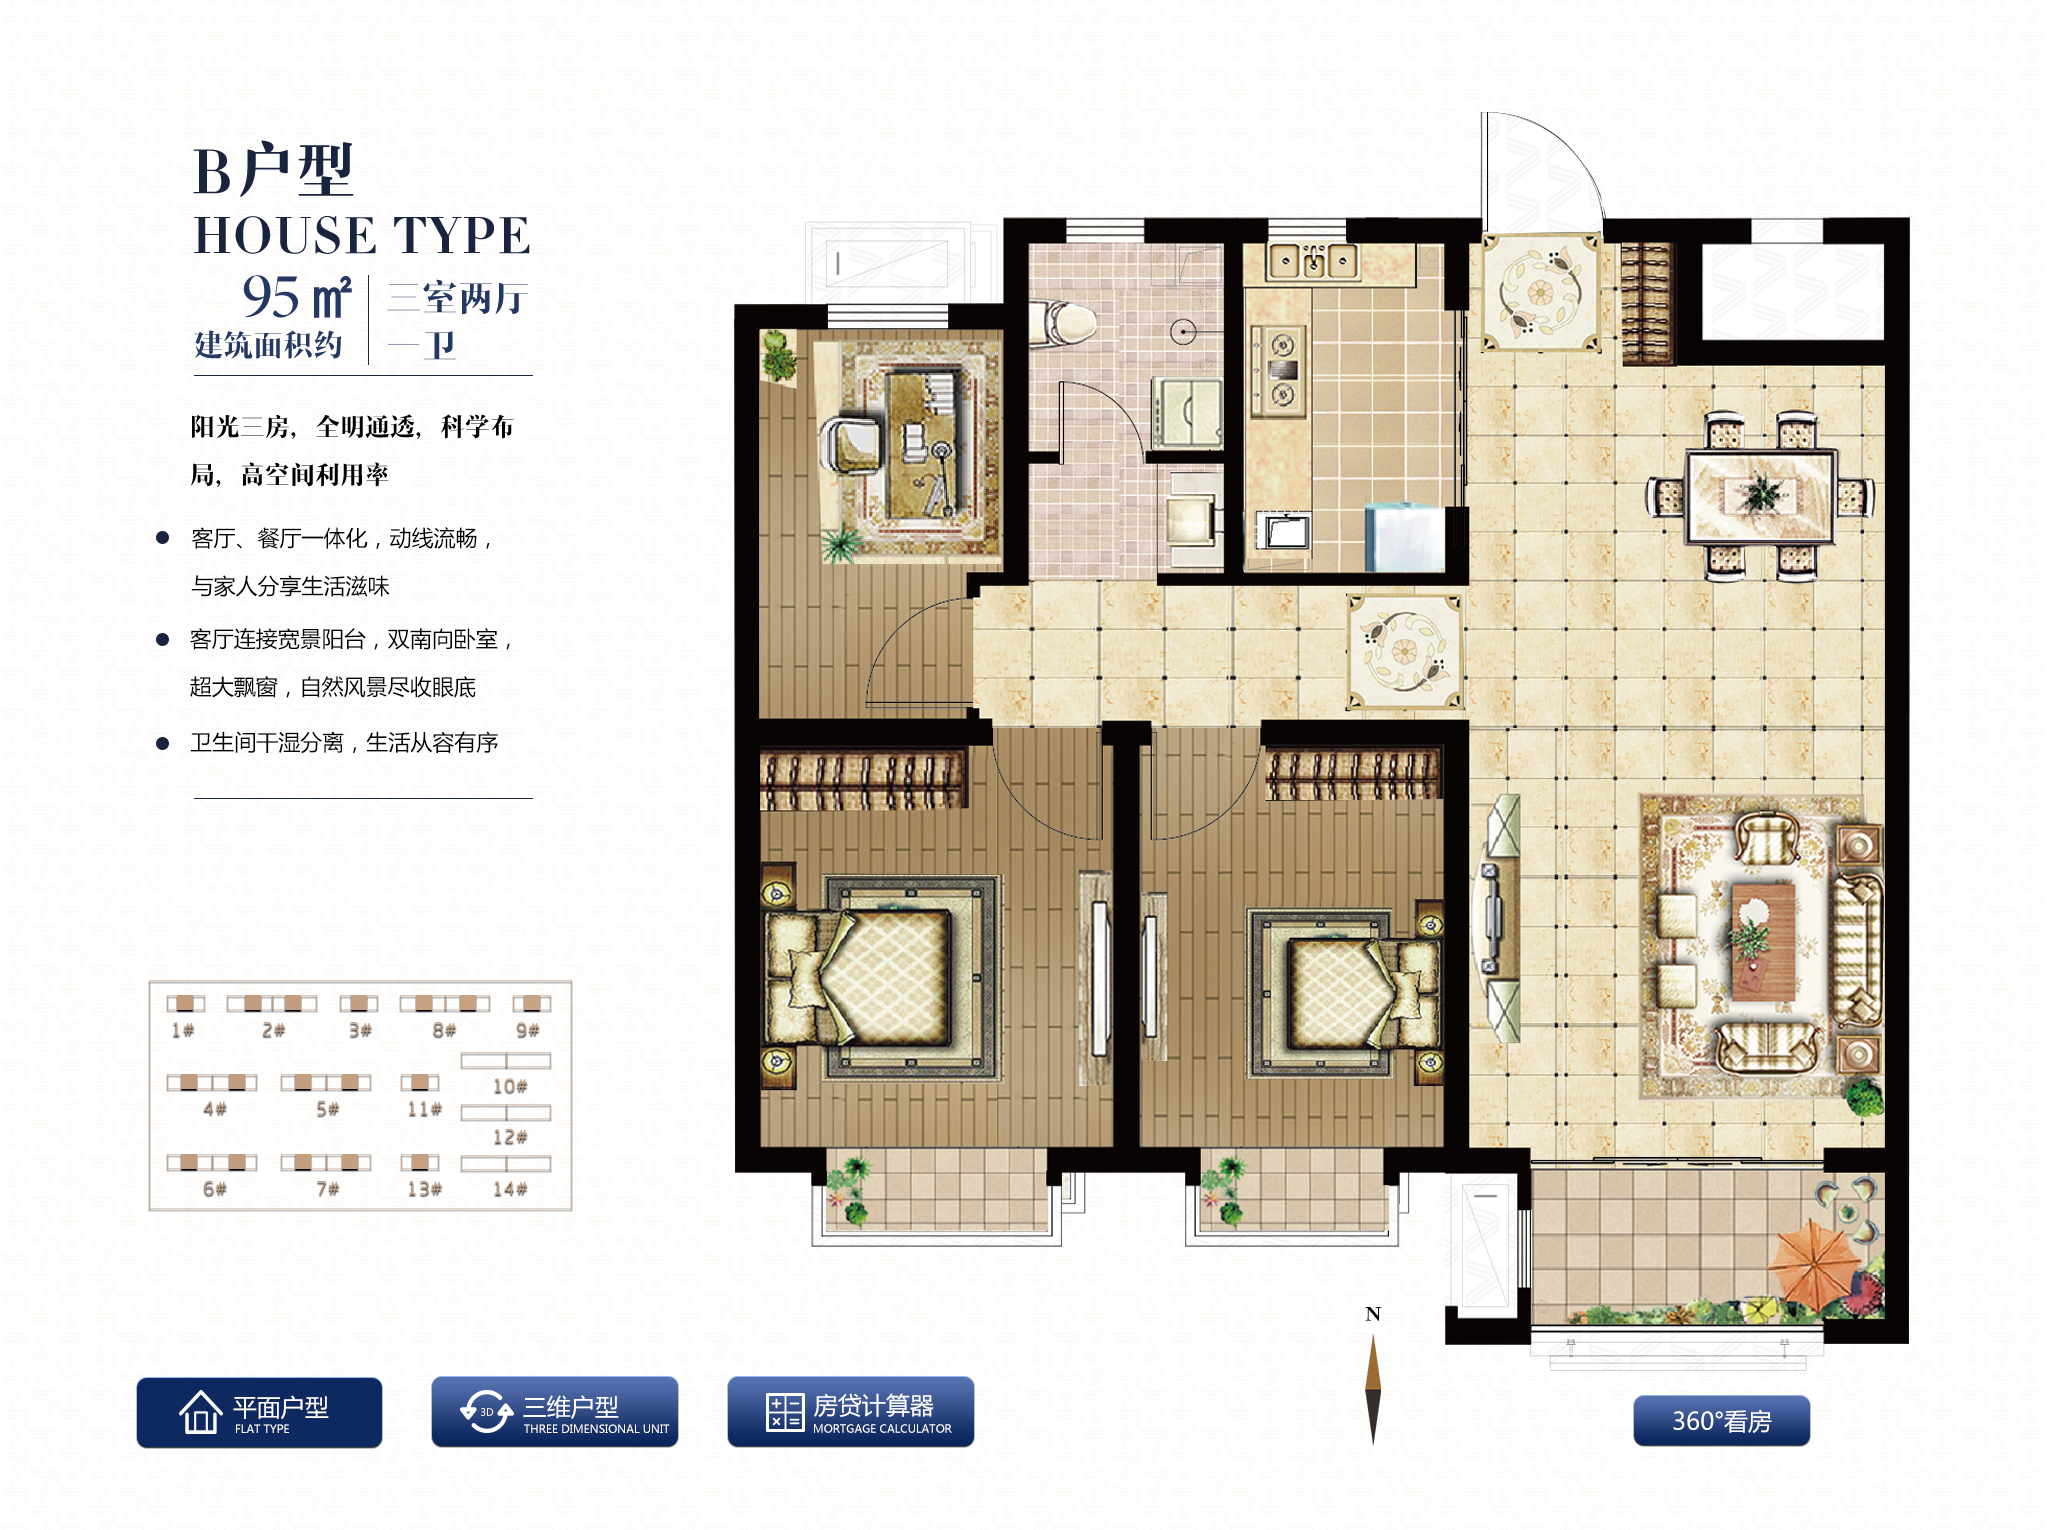 B户型
HOUSE TYPE
95㎡
建筑面积约
三室两厅
一卫
阳光三房，全明通透，科学布
局，高空间利用率
客厅、餐厅一体化，动线流畅，
与家人分享生活滋味
客厅连接宽景阳台，双南向卧室，
超大飘窗，自然风景尽收眼底
卫生间干湿分离，生活从容有序
1# 2# 3# 8# 9#
10#
4# 5# 11#
12#
6# 7# 13# 14#
N
平面户型
FLAT TYPE
3D
三维户型
THREE DIMENSIONAL UNIT
房贷计算器
MORTGAGE CALCULATOR
360°看房